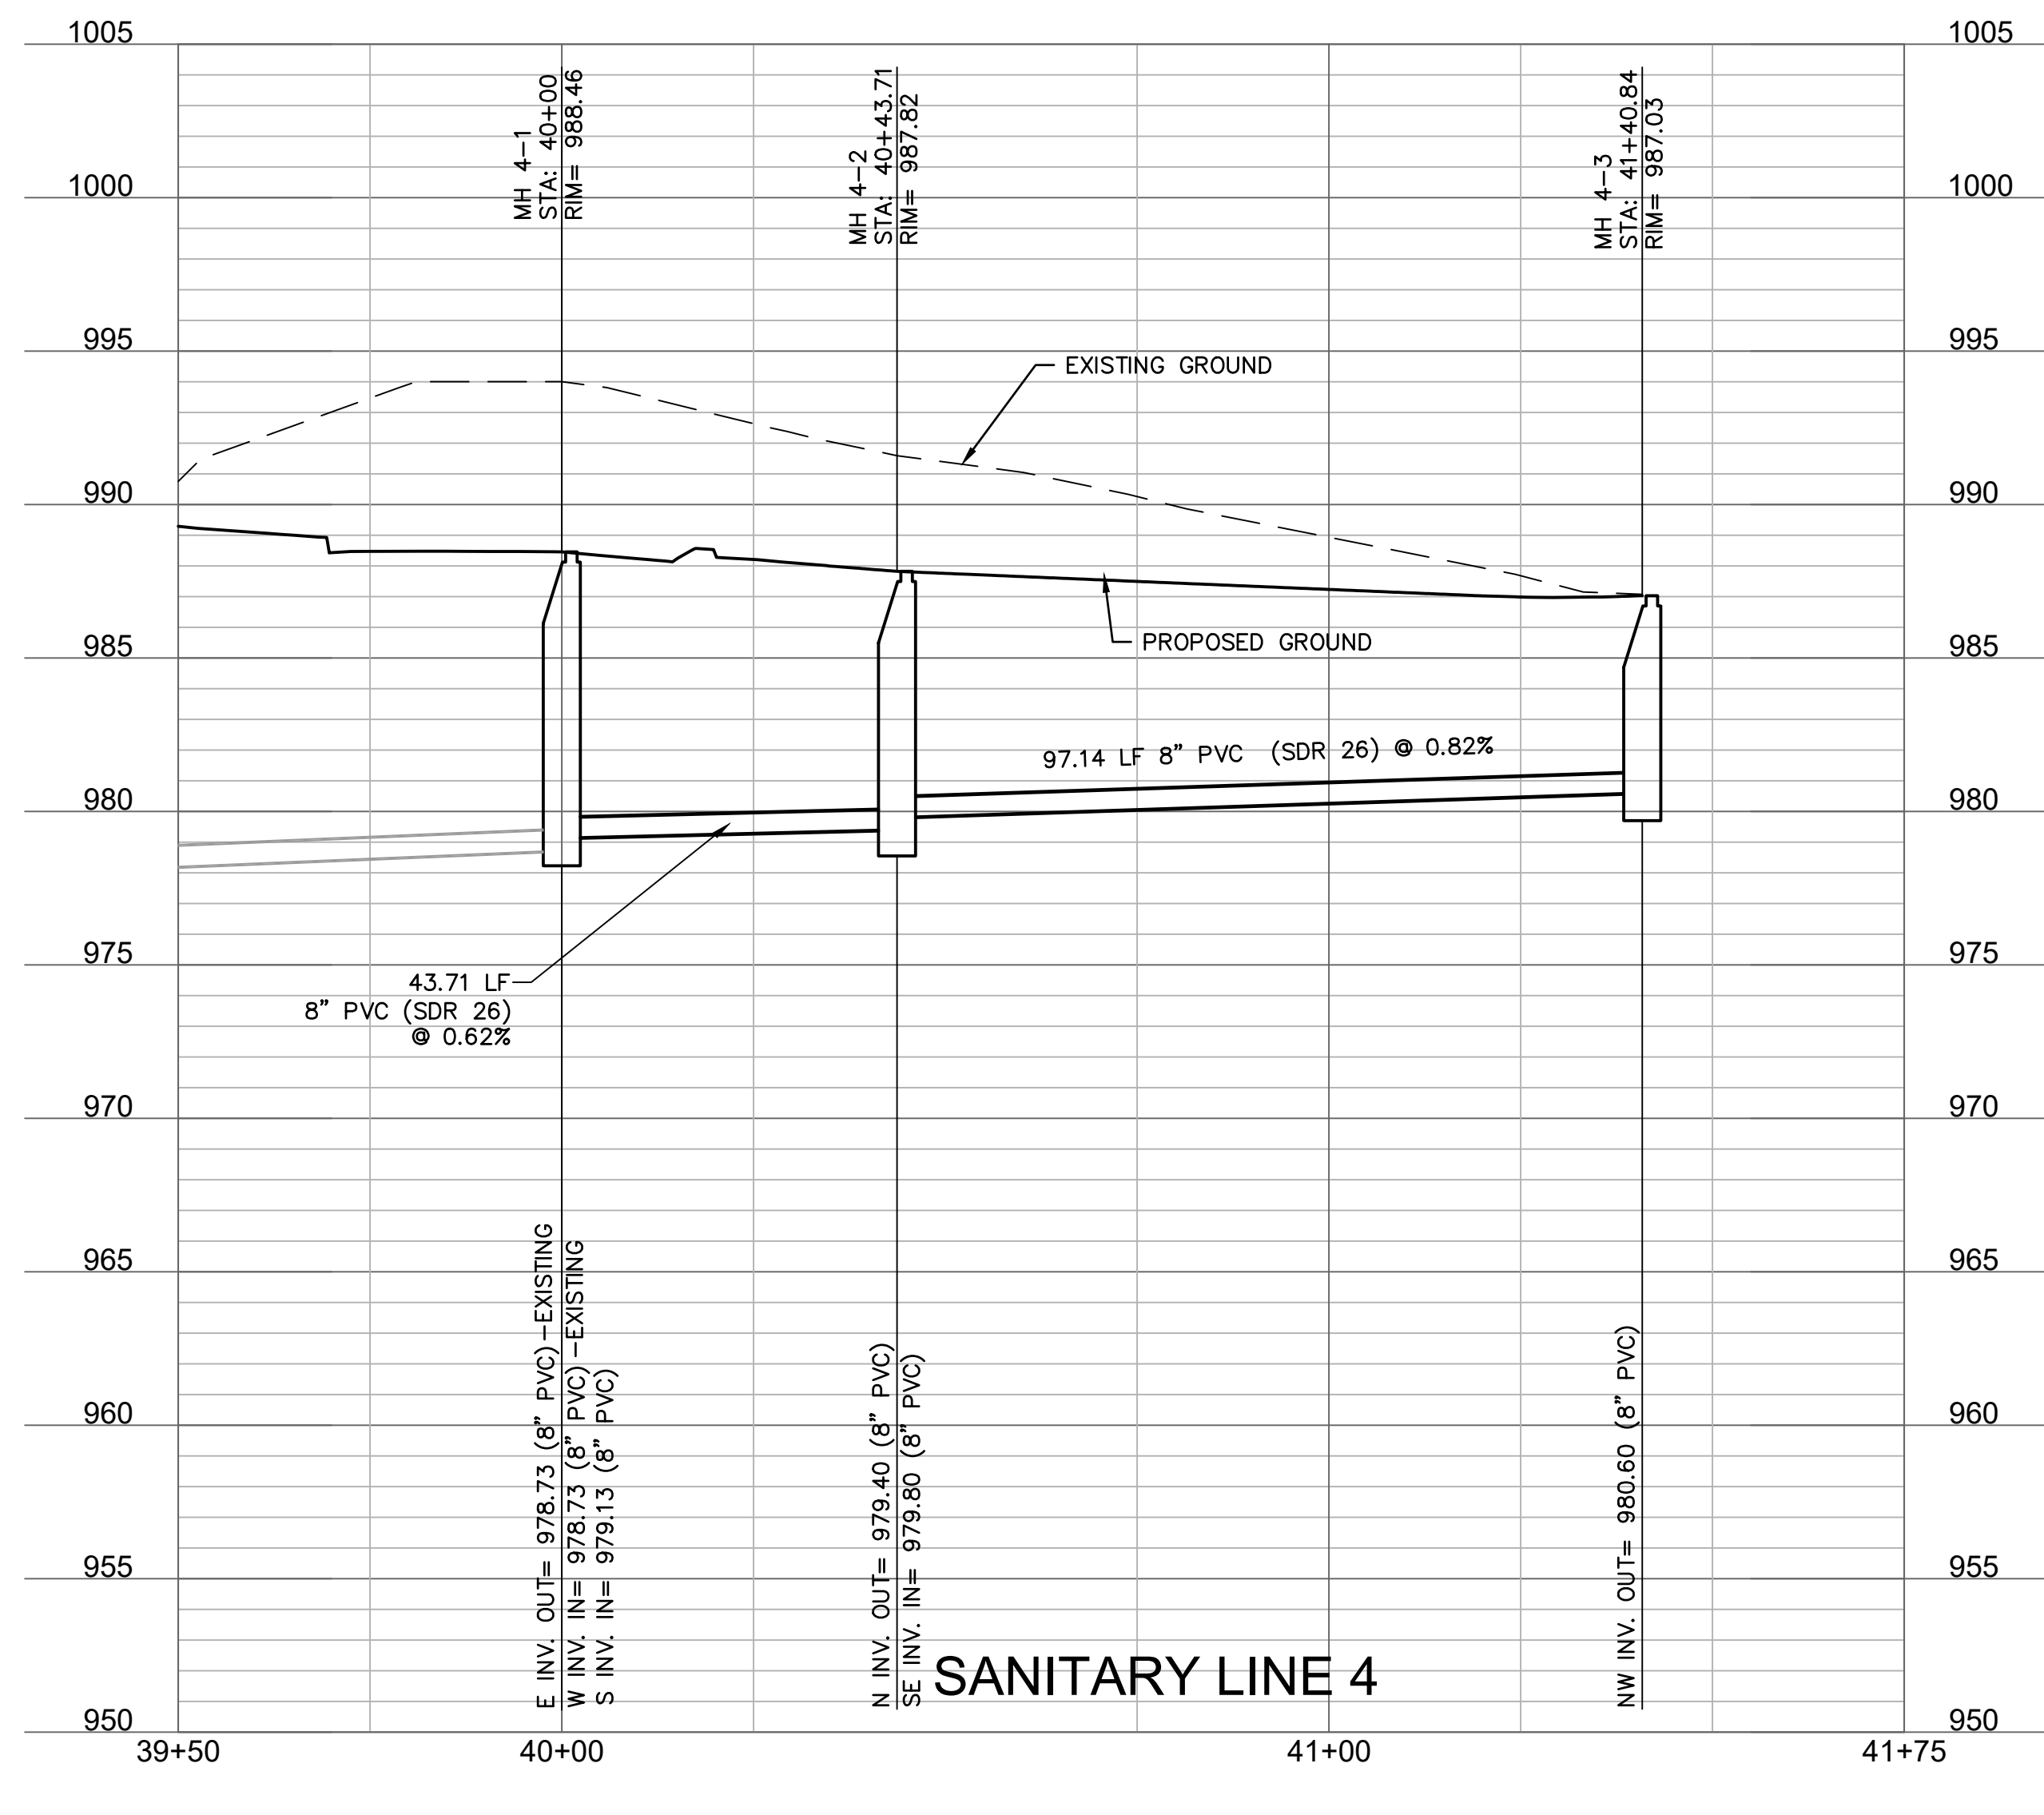 1005
1005
MH 4-1
STA: 40+00
RIM= 988.46
MH 4-2
STA: 40+43.71
RIM= 987.82
MH 4-3
STA: 41+40.84
RIM= 987.03
1000
1000
995
995
EXISTING GROUND
990
990
985
985
PROPOSED GROUND
97.14 LF 8" PVC (SDR 26) @ 0.82%
980
980
975
975
43.71 LF
8" PVC (SDR 26)
@ 0.62%
970
970
965
965
E INV. OUT= 978.73 (8" PVC)-EXISTING
W INV. IN= 978.73 (8" PVC)-EXISTING
S INV. IN= 979.13 (8" PVC)
N INV. OUT= 979.40 (8" PVC)
SE INV. IN= 979.80 (8" PVC)
NW INV. OUT= 980.60 (8" PVC)
960
960
955
955
SANITARY LINE 4
950
950
39+50
40+00
41+00
41+75